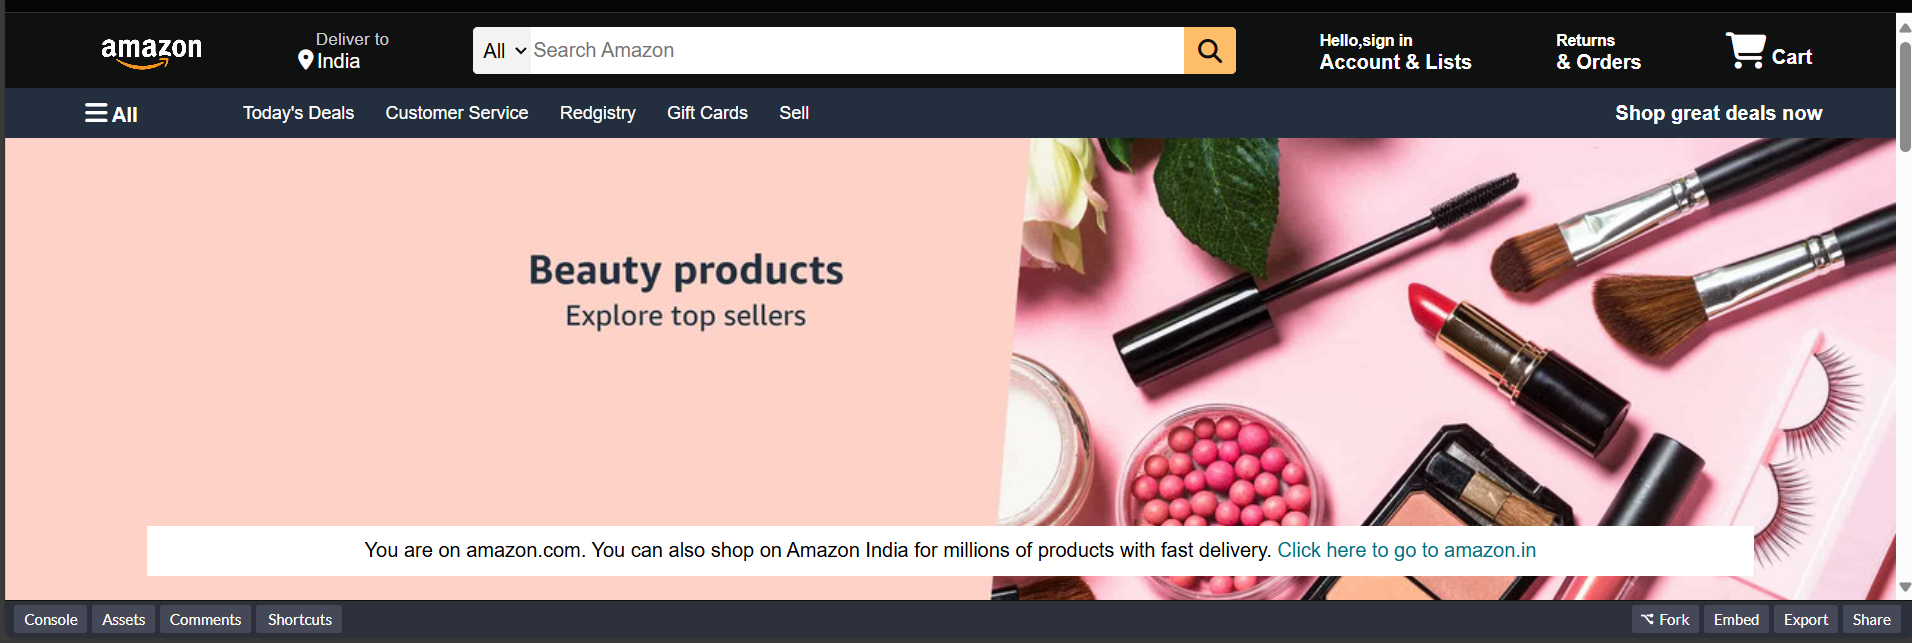 amazon
Deliver to
India
All
Search Amazon
Hello,sign in
Account & Lists
Returns
& Orders
Cart
All
Today's Deals
Customer Service
Redgistry
Gift Cards
Sell
Shop great deals now
Beauty products
Explore top sellers
You are on amazon.com. You can also shop on Amazon India for millions of products with fast delivery. Click here to go to amazon.in
Console
Assets
Comments
Shortcuts
Fork
Embed
Export
Share